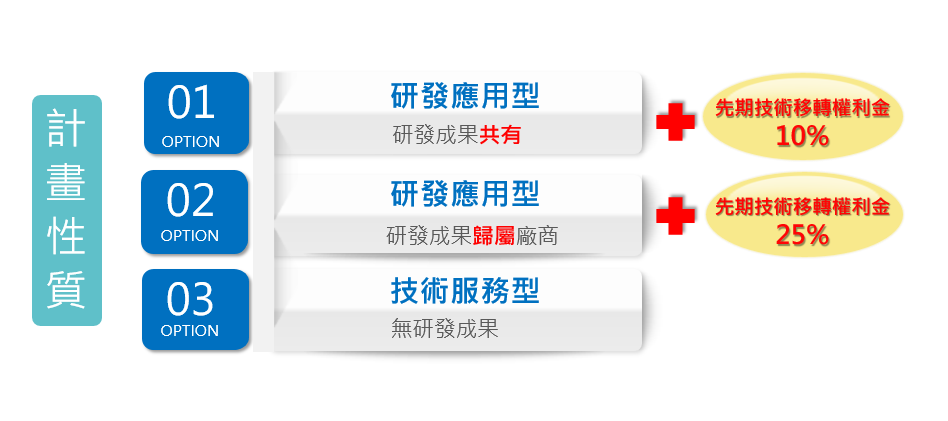 計畫性質
01
OPTION
研發應用型
研發成果共有
先期技術移轉權利金
10%
02
OPTION
研發應用型
研發成果歸屬廠商
先期技術移轉權利金
25%
03
OPTION
技術服務型
無研發成果